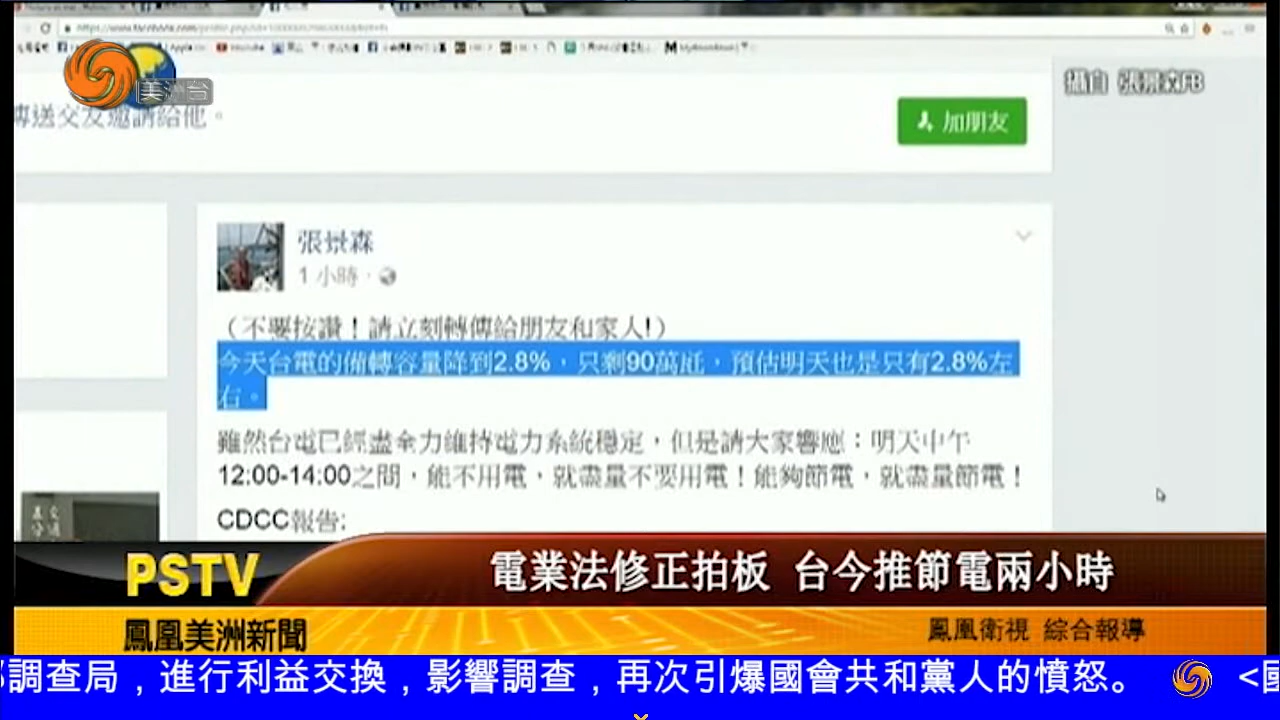 美洲台
攝自 張景森FB
傳送交友邀請給他。
加朋友
張景森
1 小時 ·
（不要按讚！請立刻轉傳給朋友和家人!）
今天台電的備轉容量降到2.8%，只剩90萬瓩，預估明天也是只有2.8%左
右。
雖然台電已經盡全力維持電力系統穩定，但是請大家響應：明天中午
12:00-14:00之間，能不用電，就盡量不要用電！能夠節電，就盡量節電！
CDCC報告:
PSTV
電業法修正拍板 台今推節電兩小時
鳳凰美洲新聞
鳳凰衛視 綜合報導
調查局，進行利益交換，影響調查，再次引爆國會共和黨人的憤怒。 <國